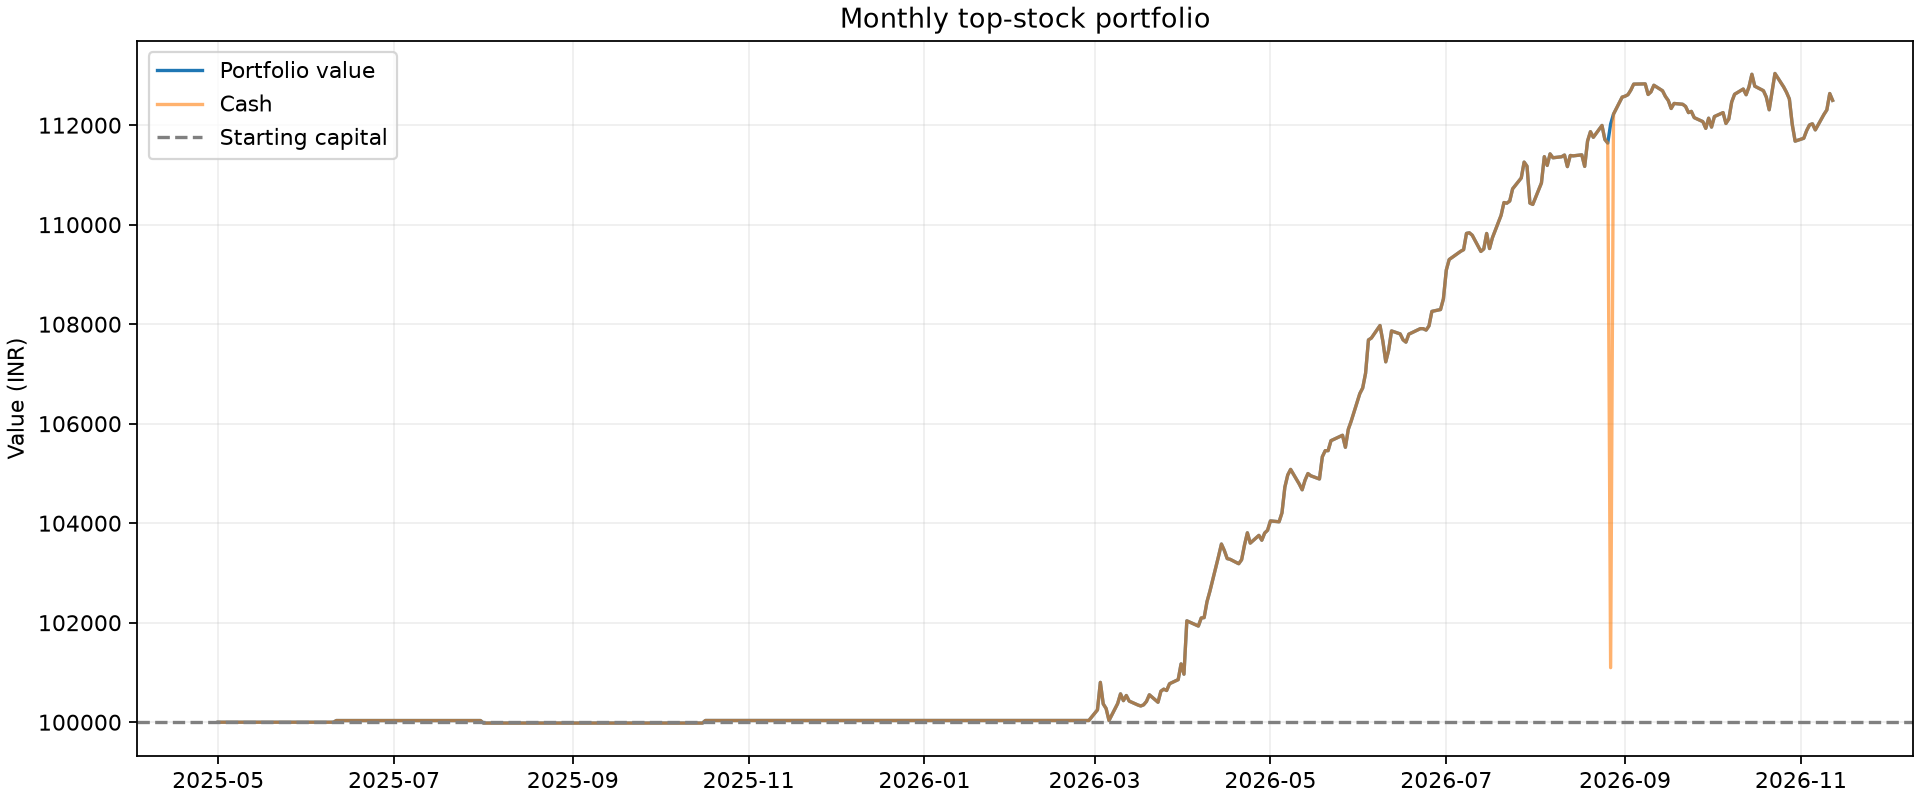 Monthly top-stock portfolio
Portfolio value
Cash
Starting capital
Value (INR)
112000
110000
108000
106000
104000
102000
100000
2025-05 2025-07 2025-09 2025-11 2026-01 2026-03 2026-05 2026-07 2026-09 2026-11